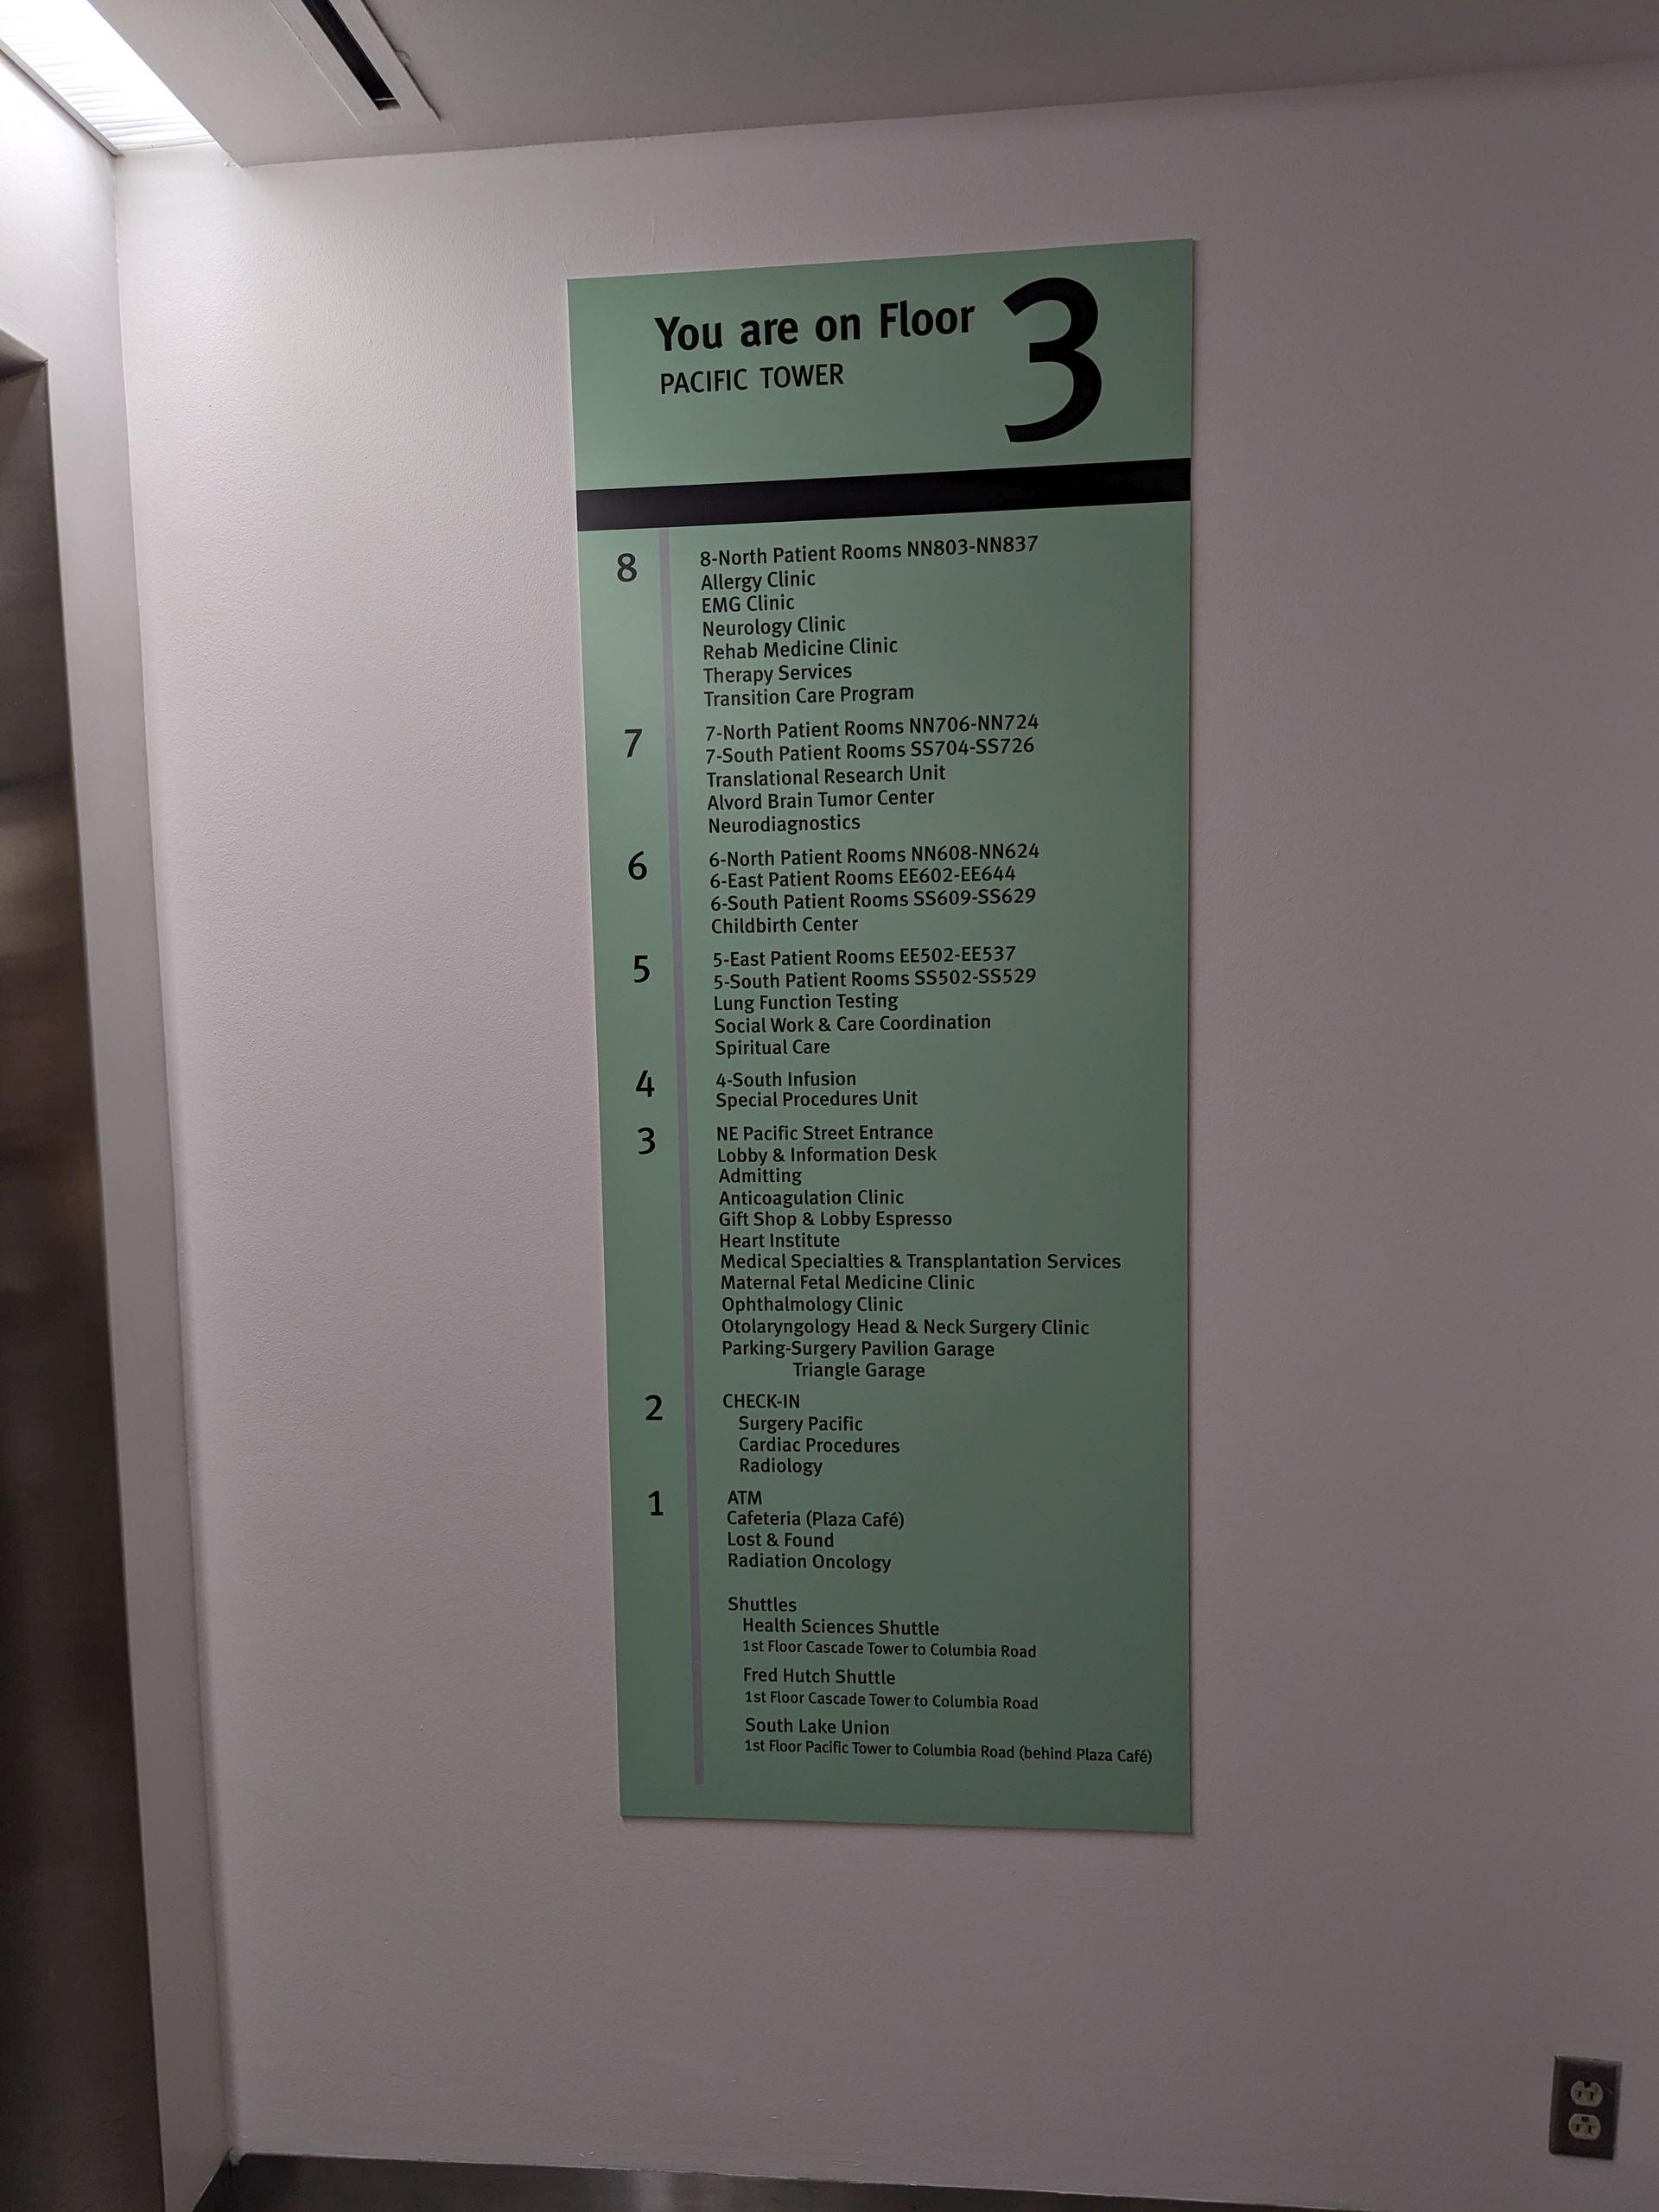 You are on Floor 3
PACIFIC TOWER
8
8-North Patient Rooms NN803-NN837
Allergy Clinic
EMG Clinic
Neurology Clinic
Rehab Medicine Clinic
Therapy Services
Transition Care Program
7
7-North Patient Rooms NN706-NN724
7-South Patient Rooms SS704-SS726
Translational Research Unit
Alvord Brain Tumor Center
Neurodiagnostics
6
6-North Patient Rooms NN608-NN624
6-East Patient Rooms EE602-EE644
6-South Patient Rooms SS609-SS629
Childbirth Center
5
5-East Patient Rooms EE502-EE537
5-South Patient Rooms SS502-SS529
Lung Function Testing
Social Work & Care Coordination
Spiritual Care
4
4-South Infusion
Special Procedures Unit
3
NE Pacific Street Entrance
Lobby & Information Desk
Admitting
Anticoagulation Clinic
Gift Shop & Lobby Espresso
Heart Institute
Medical Specialties & Transplantation Services
Maternal Fetal Medicine Clinic
Ophthalmology Clinic
Otolaryngology Head & Neck Surgery Clinic
Parking-Surgery Pavilion Garage
Triangle Garage
2
CHECK-IN
Surgery Pacific
Cardiac Procedures
Radiology
1
ATM
Cafeteria (Plaza Café)
Lost & Found
Radiation Oncology
Shuttles
Health Sciences Shuttle
1st Floor Cascade Tower to Columbia Road
Fred Hutch Shuttle
1st Floor Cascade Tower to Columbia Road
South Lake Union
1st Floor Pacific Tower to Columbia Road (behind Plaza Café)